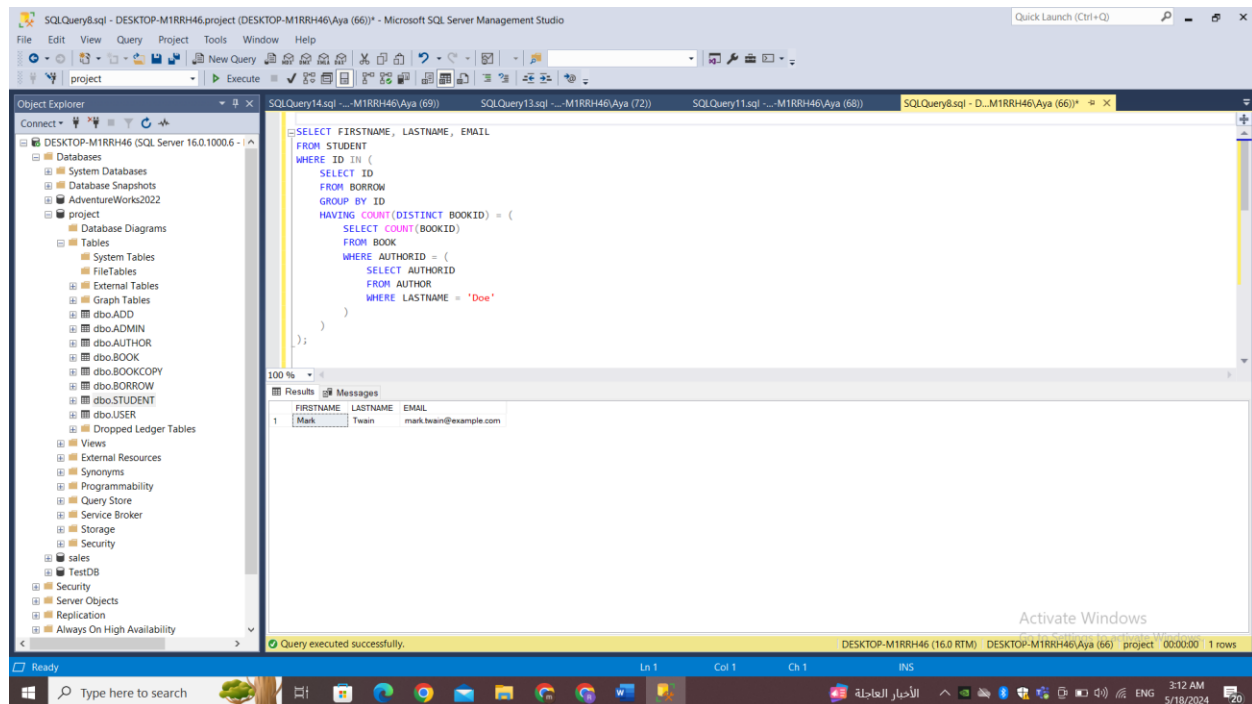 SQLQuery8.sql - DESKTOP-M1RRH46.project (DESKTOP-M1RRH46\Aya (66))* - Microsoft SQL Server Management Studio
Quick Launch (Ctrl+Q)
File Edit View Query Project Tools Window Help
New Query
project
Execute
Object Explorer
SQLQuery14.sql -...-M1RRH46\Aya (69))
SQLQuery13.sql -...-M1RRH46\Aya (72))
SQLQuery11.sql -...-M1RRH46\Aya (68))
SQLQuery8.sql - D...M1RRH46\Aya (66))*
Connect
DESKTOP-M1RRH46 (SQL Server 16.0.1000.6 -
Databases
System Databases
Database Snapshots
AdventureWorks2022
project
Database Diagrams
Tables
System Tables
FileTables
External Tables
Graph Tables
dbo.ADD
dbo.ADMIN
dbo.AUTHOR
dbo.BOOK
dbo.BOOKCOPY
dbo.BORROW
dbo.STUDENT
dbo.USER
Dropped Ledger Tables
Views
External Resources
Synonyms
Programmability
Query Store
Service Broker
Storage
Security
sales
TestDB
Security
Server Objects
Replication
Always On High Availability
SELECT FIRSTNAME, LASTNAME, EMAIL
FROM STUDENT
WHERE ID IN (
SELECT ID
FROM BORROW
GROUP BY ID
HAVING COUNT(DISTINCT BOOKID) = (
SELECT COUNT(BOOKID)
FROM BOOK
WHERE AUTHORID = (
SELECT AUTHORID
FROM AUTHOR
WHERE LASTNAME = 'Doe'
)
)
);
100 %
Results Messages
FIRSTNAME LASTNAME EMAIL
1 Mark Twain mark.twain@example.com
Activate Windows
Go to Settings to activate Windows.
Query executed successfully.
DESKTOP-M1RRH46 (16.0 RTM) DESKTOP-M1RRH46\Aya (66) project 00:00:00 1 rows
Ready
Ln 1 Col 1 Ch 1 INS
Type here to search
الأخبار العاجلة
ENG
3:12 AM
5/18/2024
20